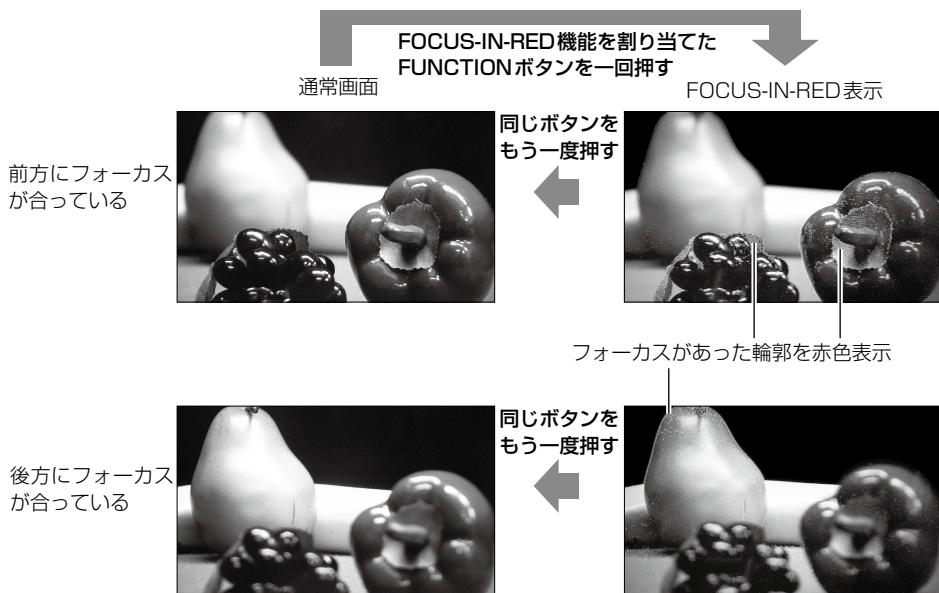 FOCUS-IN-RED機能を割り当てた
FUNCTIONボタンを一回押す
通常画面
FOCUS-IN-RED表示
同じボタンを
もう一度押す
前方にフォーカス
が合っている
フォーカスがあった輪郭を赤色表示
同じボタンを
もう一度押す
後方にフォーカス
が合っている